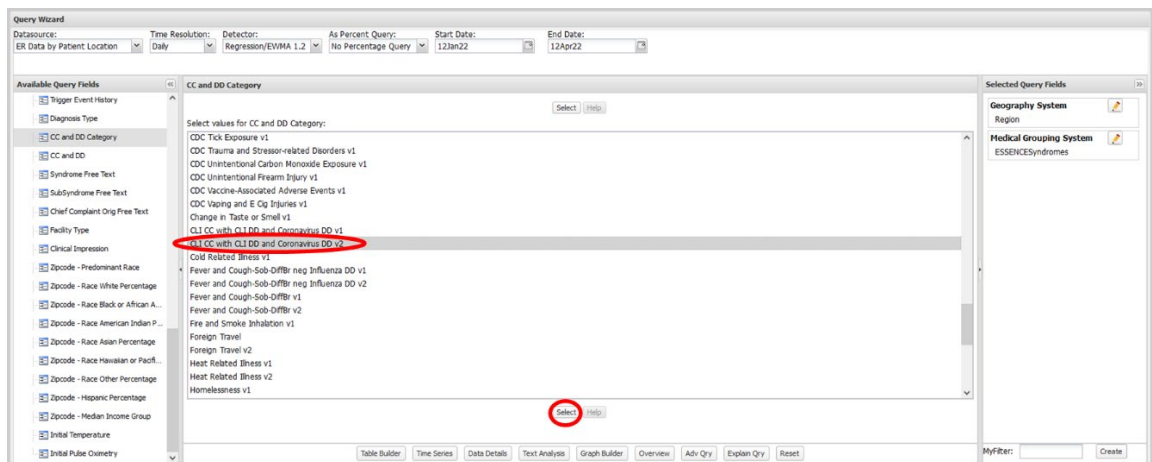 Query Wizard
Datasource: Time Resolution: Detector: As Percent Query: Start Date: End Date:
ER Data by Patient Location Daily Regression/EWMA 1.2 No Percentage Query 12Jan22 12Apr22
Available Query Fields
Trigger Event History
Diagnosis Type
CC and DD Category
CC and DD
Syndrome Free Text
SubSyndrome Free Text
Chief Complaint Orig Free Text
Facility Type
Clinical Impression
Zipcode - Predominant Race
Zipcode - Race White Percentage
Zipcode - Race Black or African A...
Zipcode - Race American Indian P...
Zipcode - Race Asian Percentage
Zipcode - Race Hawaiian or Pacifi...
Zipcode - Race Other Percentage
Zipcode - Hispanic Percentage
Zipcode - Median Income Group
Initial Temperature
Initial Pulse Oximetry
CC and DD Category
Select Help
Select values for CC and DD Category:
CDC Tick Exposure v1
CDC Trauma and Stressor-related Disorders v1
CDC Unintentional Carbon Monoxide Exposure v1
CDC Unintentional Firearm Injury v1
CDC Vaccine-Associated Adverse Events v1
CDC Vaping and E Cig Injuries v1
Change in Taste or Smell v1
CLI CC with CLI DD and Coronavirus DD v1
CLI CC with CLI DD and Coronavirus DD v2
Cold Related Illness v1
Fever and Cough-Sob-DiffBr neg Influenza DD v1
Fever and Cough-Sob-DiffBr neg Influenza DD v2
Fever and Cough-Sob-DiffBr v1
Fever and Cough-Sob-DiffBr v2
Fire and Smoke Inhalation v1
Foreign Travel
Foreign Travel v2
Heat Related Illness v1
Heat Related Illness v2
Homelessness v1
Select Help
Table Builder Time Series Data Details Text Analysis Graph Builder Overview Adv Qry Explain Qry Reset
Selected Query Fields
Geography System
Region
Medical Grouping System
ESSENCESyndromes
MyFilter: Create